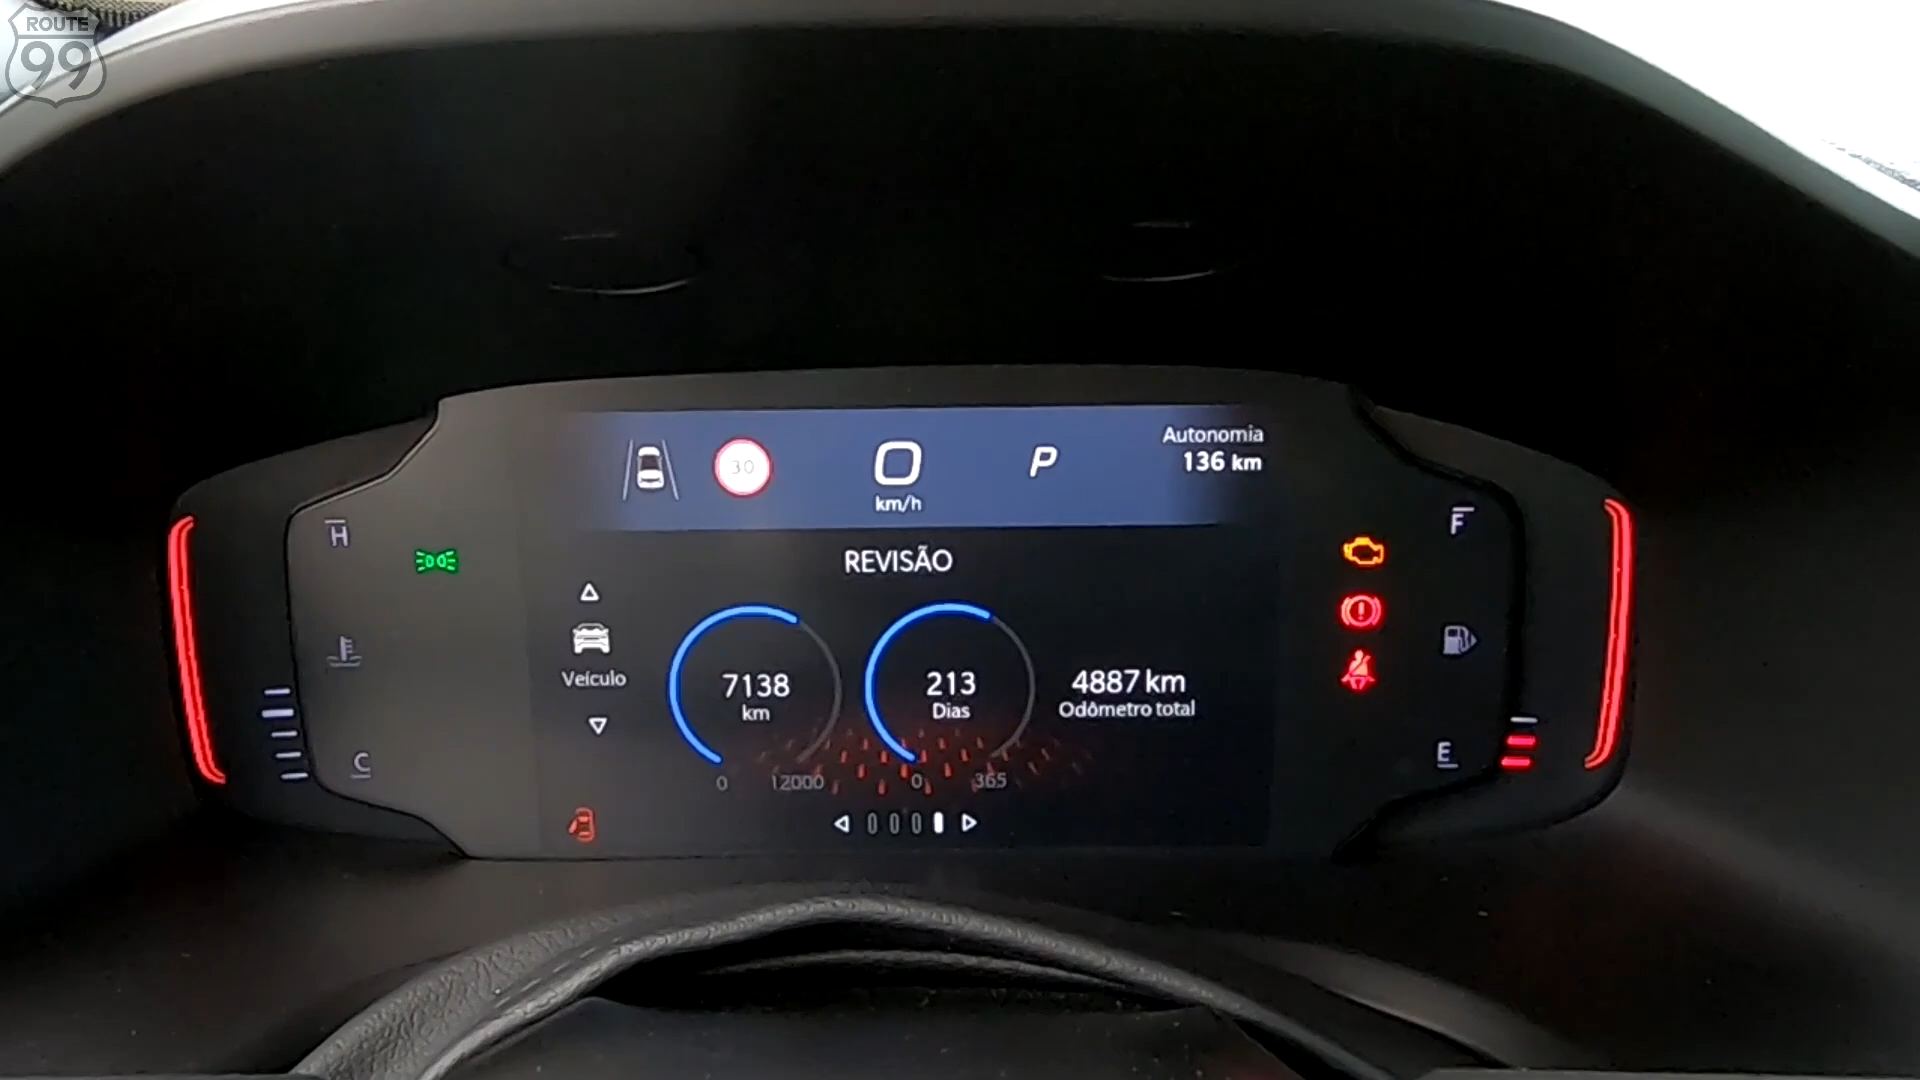 ROUTE
99
Autonomia
136 km
30
0
km/h
P
H
F
REVISÃO
Veículo
7138
km
213
Dias
4887 km
Odômetro total
C
E
0
12000
0
365